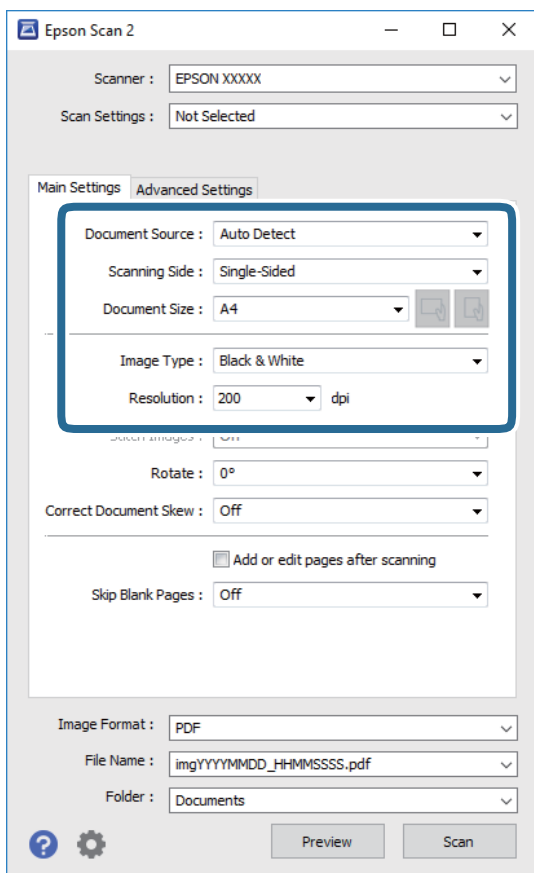 Epson Scan 2
Scanner : EPSON XXXXX
Scan Settings : Not Selected
Main Settings Advanced Settings
Document Source : Auto Detect
Scanning Side : Single-Sided
Document Size : A4
Image Type : Black & White
Resolution : 200 dpi
Rotate : 0°
Correct Document Skew : Off
Add or edit pages after scanning
Skip Blank Pages : Off
Image Format : PDF
File Name : imgYYYYMMDD_HHMMSSSS.pdf
Folder : Documents
? Preview Scan